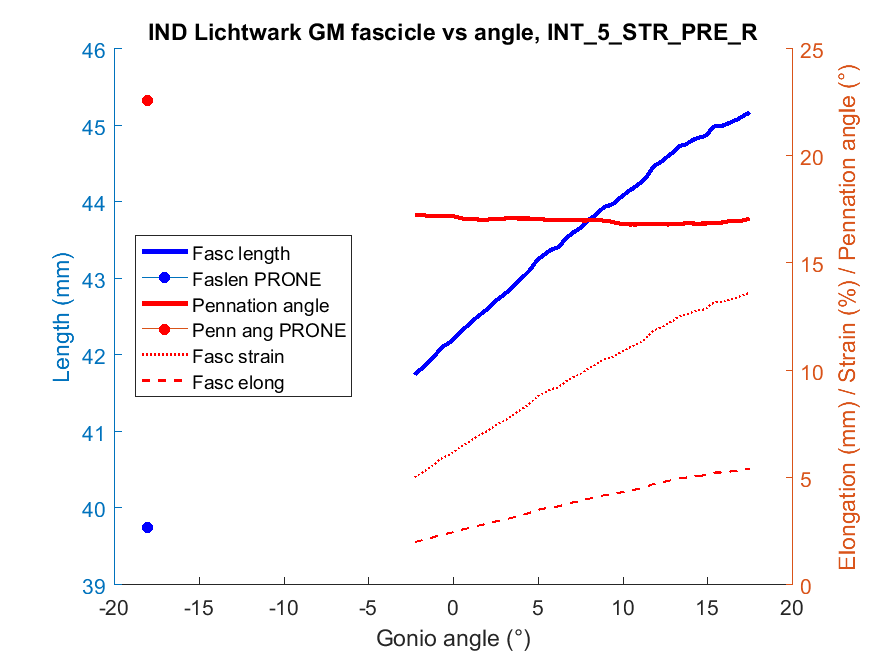 IND Lichtwark GM fascicle vs angle, INT_5_STR_PRE_R
46
45
44
43
42
41
40
39
Length (mm)
25
20
15
10
5
0
Elongation (mm) / Strain (%) / Pennation angle (°)
Fasc length
Faslen PRONE
Pennation angle
Penn ang PRONE
Fasc strain
Fasc elong
-20 -15 -10 -5 0 5 10 15 20
Gonio angle (°)